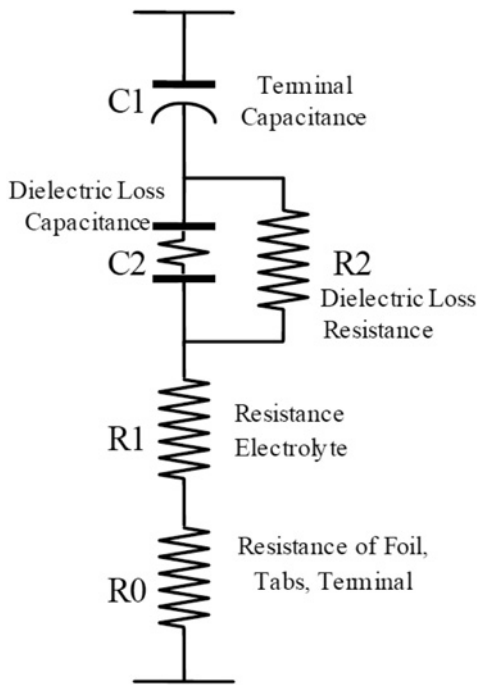 C1
Terminal
Capacitance
Dielectric Loss
Capacitance
C2
R2
Dielectric Loss
Resistance
R1
Resistance
Electrolyte
R0
Resistance of Foil,
Tabs, Terminal